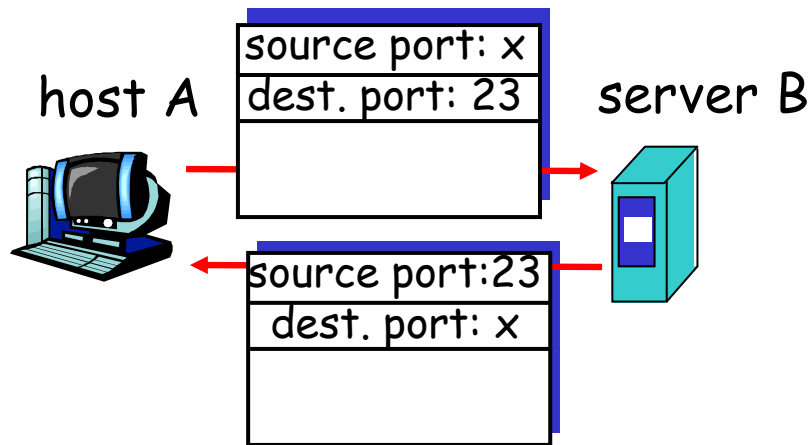 source port: x
host A
dest. port: 23
server B
source port:23
dest. port: x